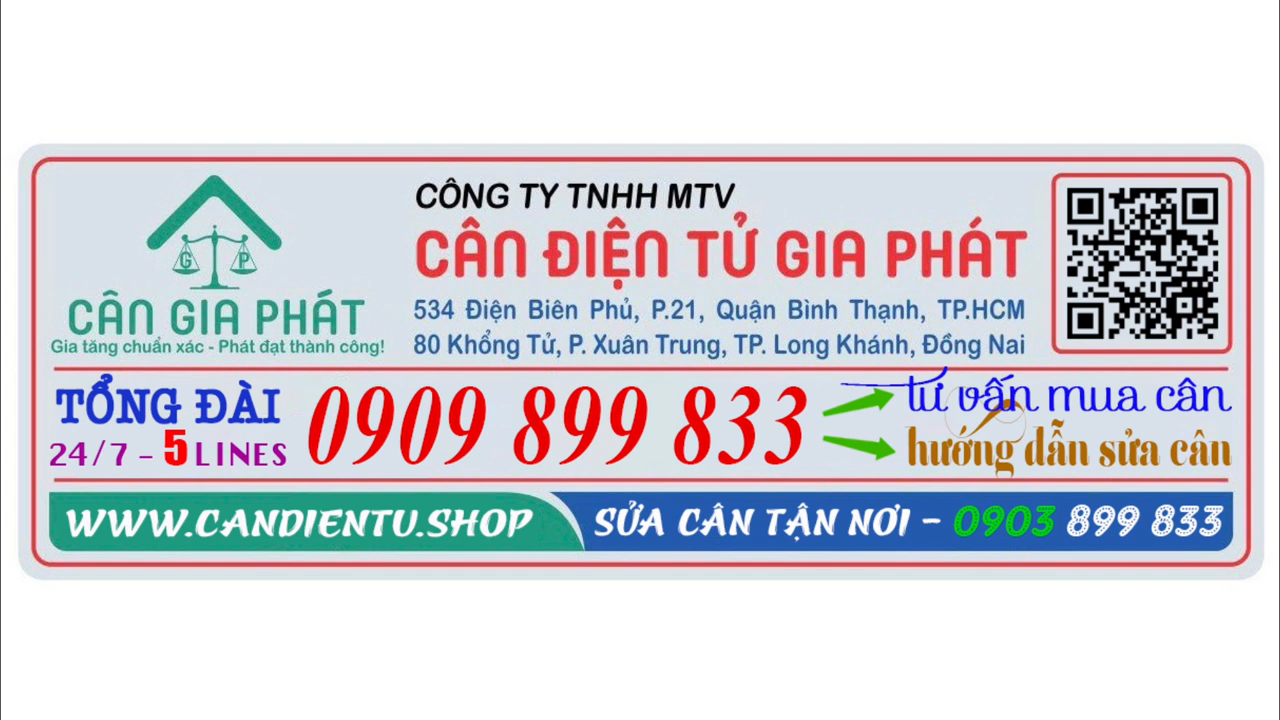 G P
CÂN GIA PHÁT
Gia tăng chuẩn xác - Phát đạt thành công!
CÔNG TY TNHH MTV
CÂN ĐIỆN TỬ GIA PHÁT
534 Điện Biên Phủ, P.21, Quận Bình Thạnh, TP.HCM
80 Khổng Tử, P. Xuân Trung, TP. Long Khánh, Đồng Nai
TỔNG ĐÀI
24/7 - 5 LINES
0909 899 833
tư vấn mua cân
hướng dẫn sửa cân
WWW.CANDIENTU.SHOP
SỬA CÂN TẬN NƠI - 0903 899 833